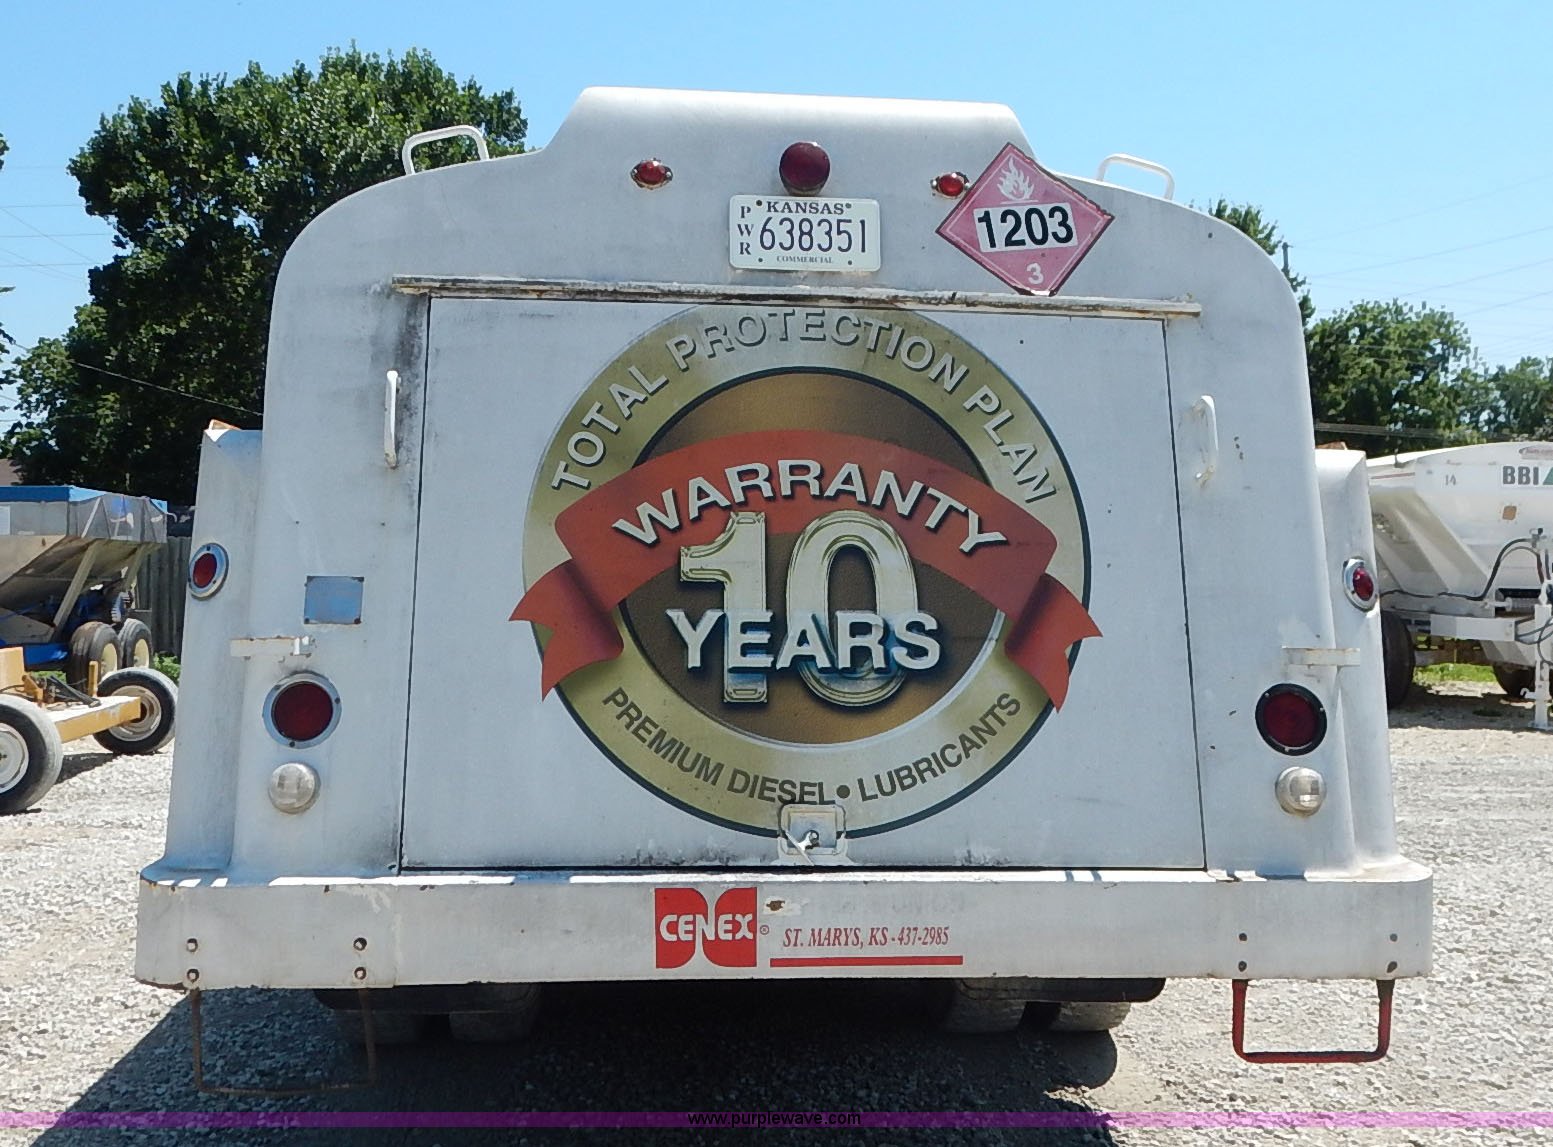 KANSAS
PWR 638351
COMMERCIAL
1203
3
TOTAL PROTECTION PLAN
WARRANTY
10
YEARS
PREMIUM DIESEL • LUBRICANTS
14
BBI
CENEX®
ST. MARYS, KS - 437-2985
www.purplewave.com